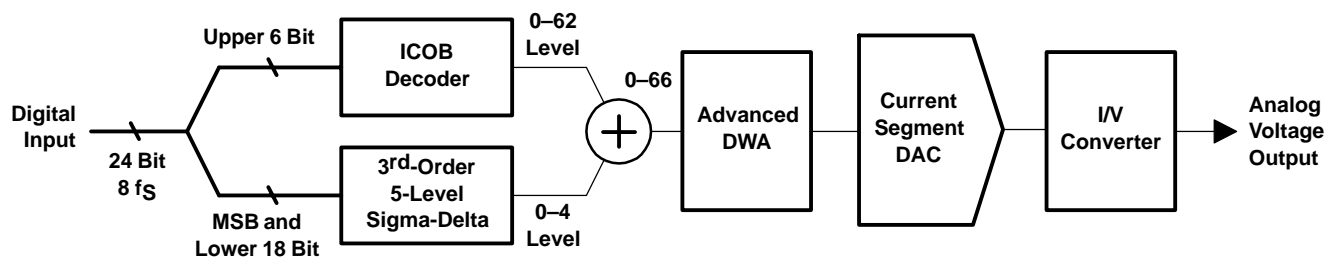 Digital
Input
24 Bit
8 fS
Upper 6 Bit
ICOB
Decoder
0–62
Level
MSB and
Lower 18 Bit
3rd-Order
5-Level
Sigma-Delta
0–4
Level
0–66
+
Advanced
DWA
Current
Segment
DAC
I/V
Converter
Analog
Voltage
Output